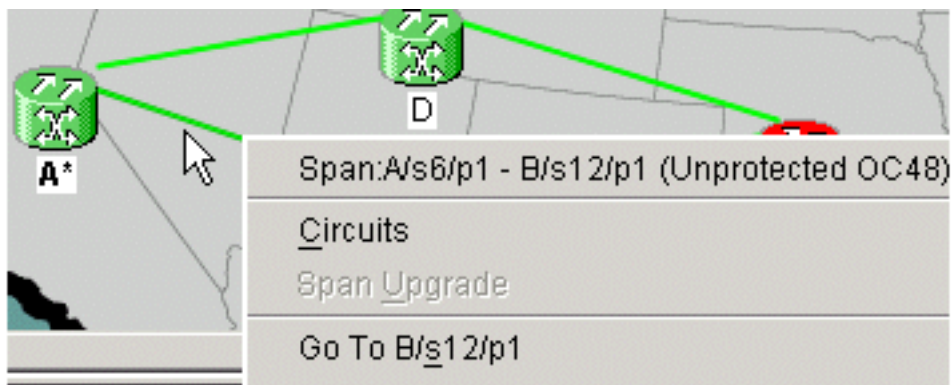 D
A*
Span:A/s6/p1 - B/s12/p1 (Unprotected OC48)
Circuits
Span Upgrade
Go To B/s12/p1